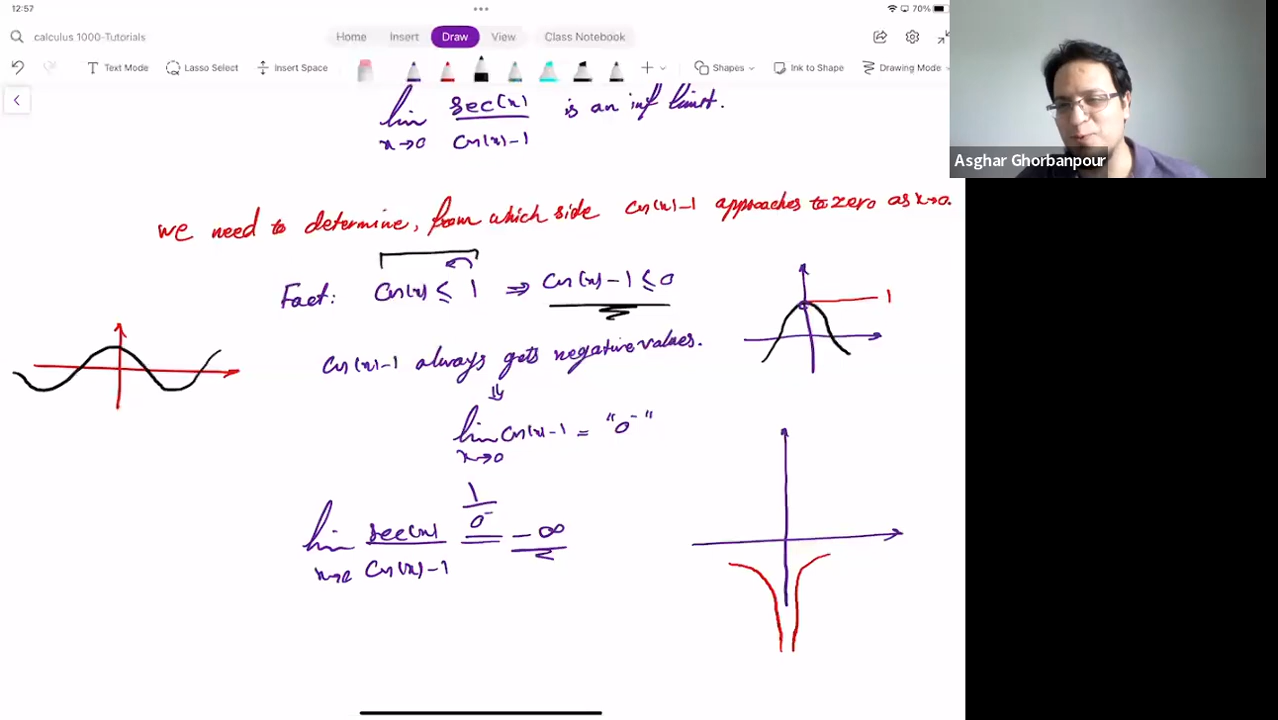 12:57
70%
calculus 1000-Tutorials
Home Insert Draw View Class Notebook
Text Mode Lasso Select Insert Space Shapes Ink to Shape Drawing Mode
lim x→0 sec(x) / cos(x)-1 is an inf limit.
we need to determine, from which side cos(x)-1 approaches to zero as x→0.
Fact: cos(x) ≤ 1 ⇒ cos(x)-1 ≤ 0
1
cos(x)-1 always gets negative values.
⇓
lim x→0 cos(x)-1 = "0⁻"
lim x→0 sec(x) / cos(x)-1 = 1/0⁻ = -∞
Asghar Ghorbanpour